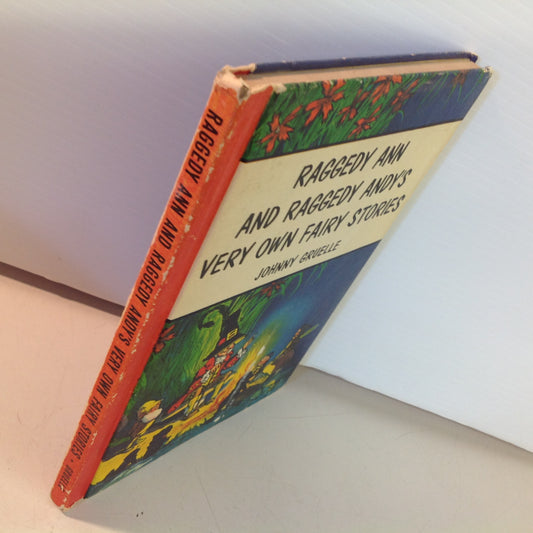 RAGGEDY ANN
AND RAGGEDY ANDY'S
VERY OWN FAIRY STORIES
JOHNNY GRUELLE
RAGGEDY ANN AND RAGGEDY ANDY'S VERY OWN FAIRY STORIES •